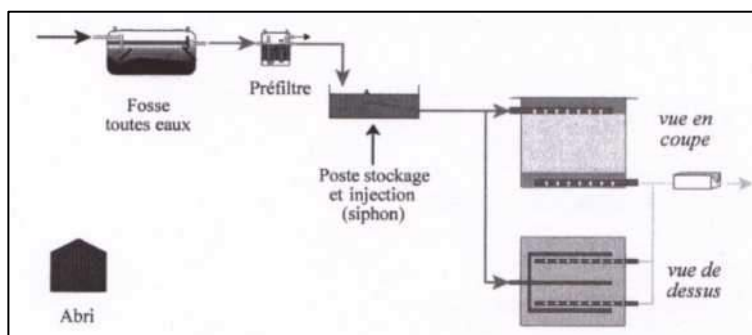 Fosse
toutes eaux
Préfiltre
Poste stockage
et injection
(siphon)
vue en
coupe
vue de
dessus
Abri